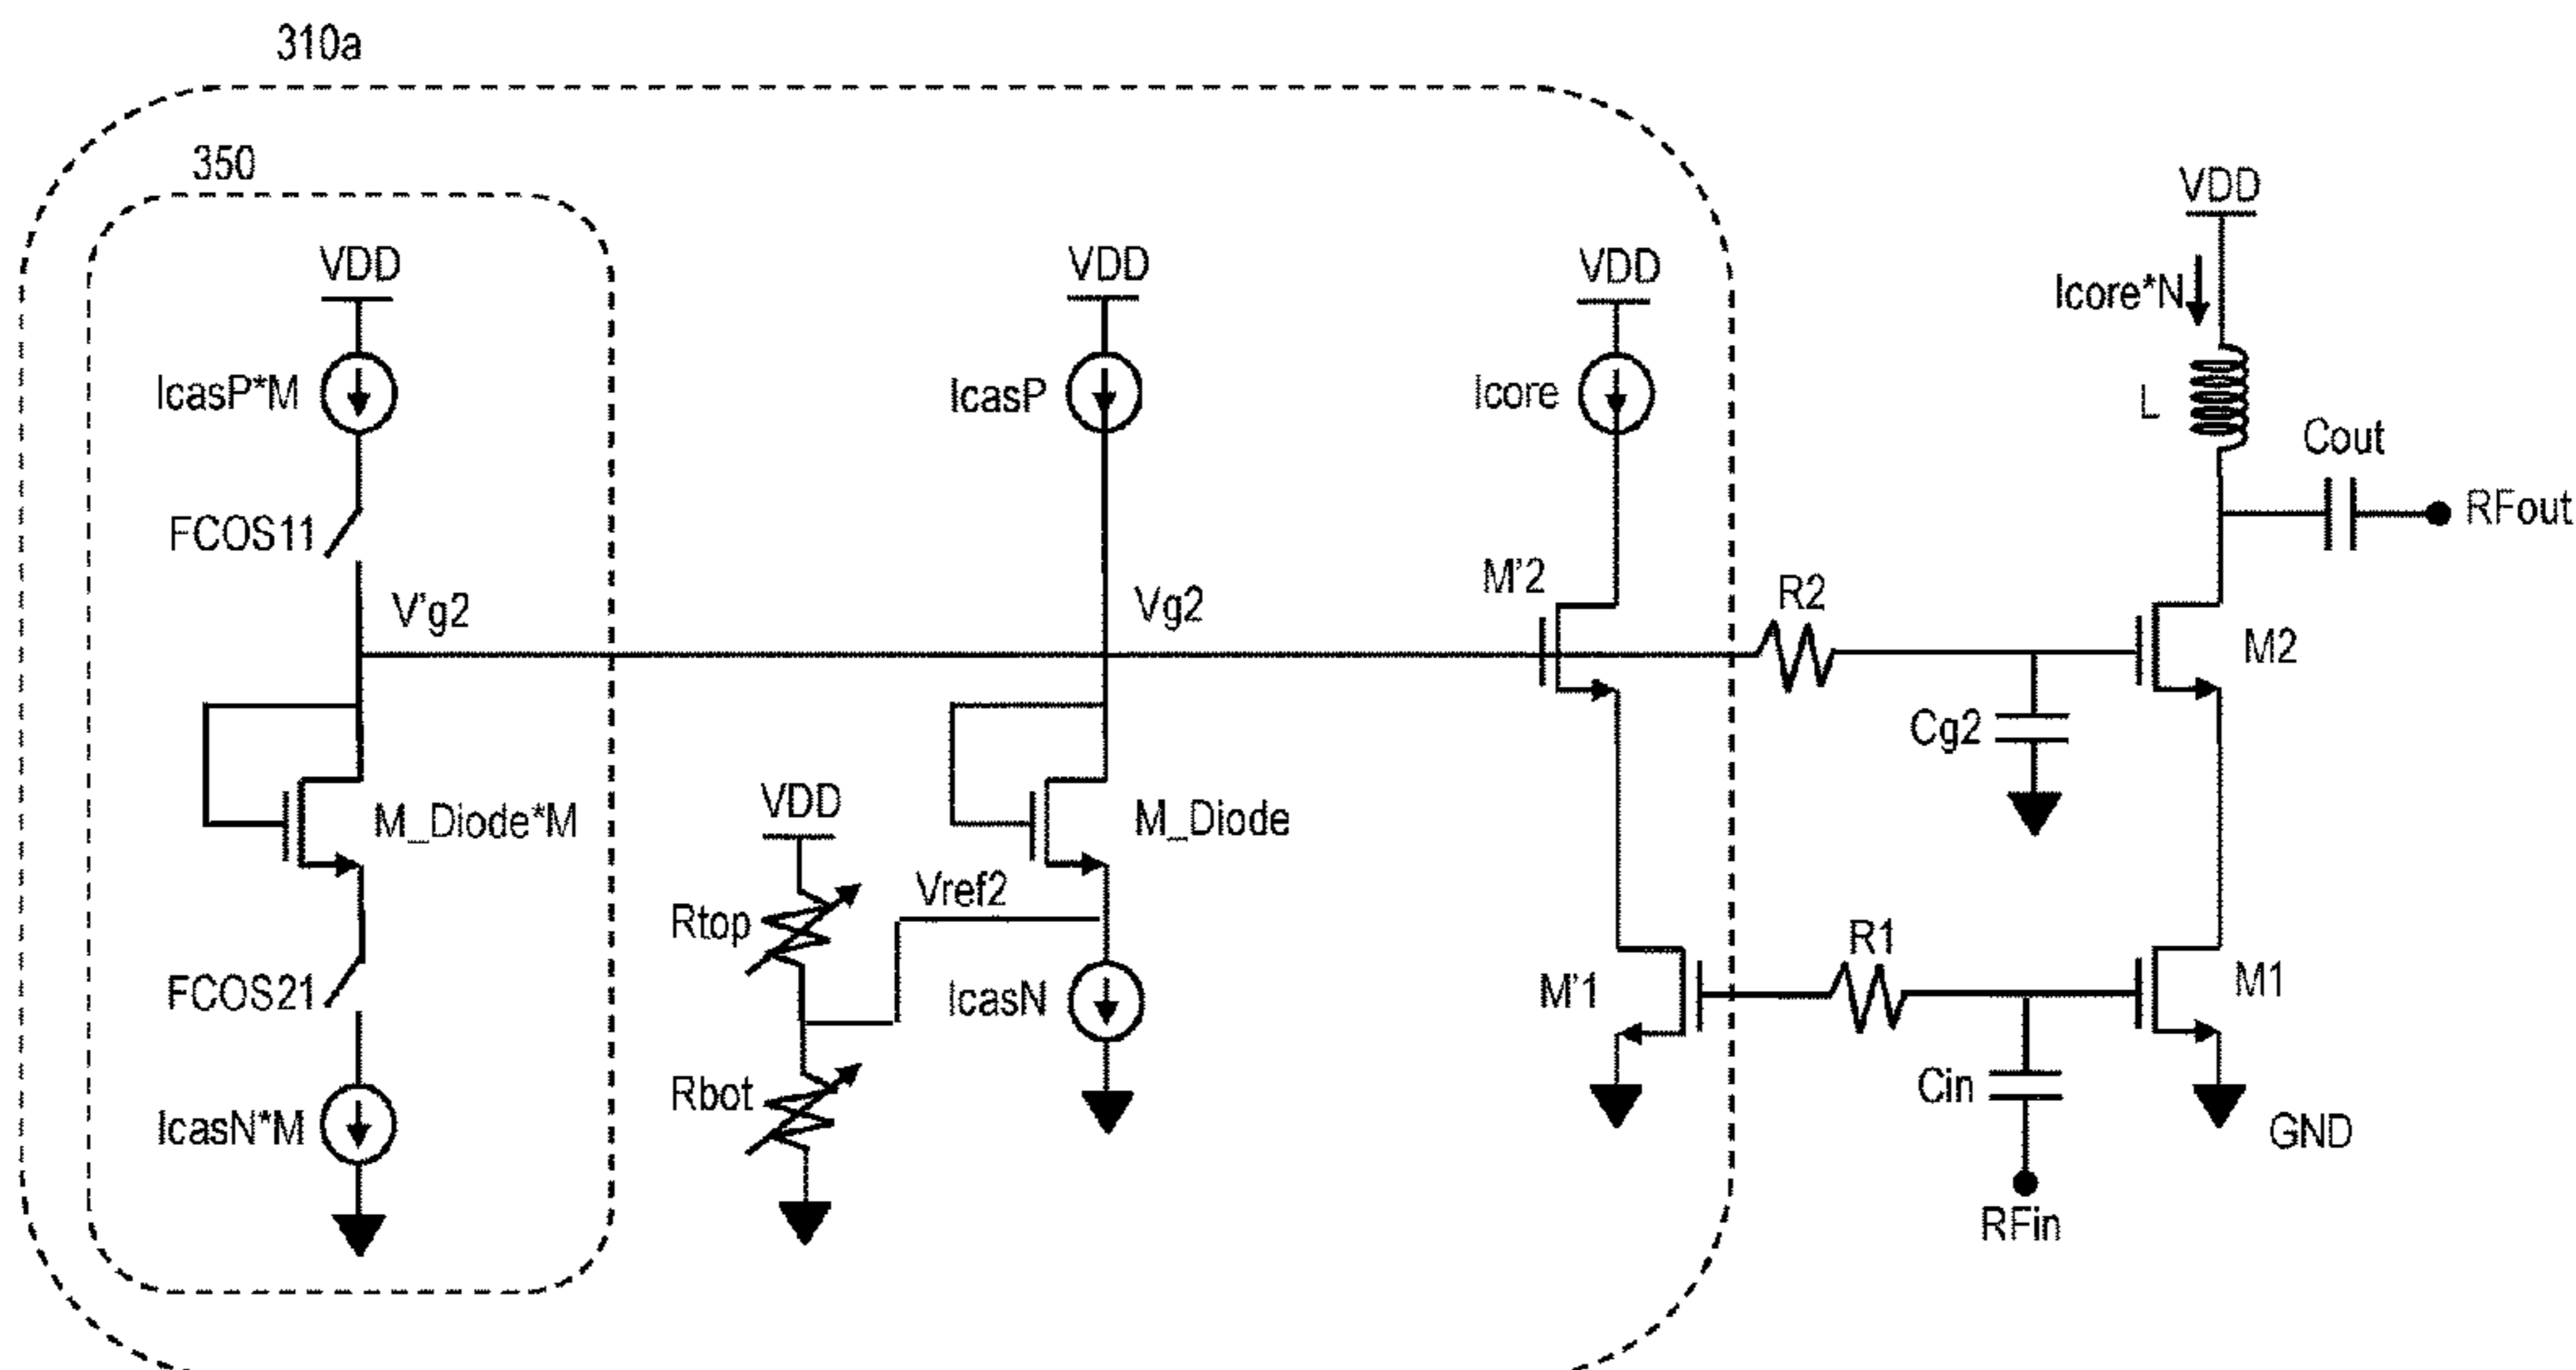 310a
350
VDD
VDD
VDD
VDD
Icore*N
IcasP*M
IcasP
Icore
L
Cout
FCOS11
RFout
V'g2
Vg2
M'2
R2
M2
Cg2
VDD
M_Diode*M
M_Diode
Vref2
Rtop
R1
FCOS21
IcasN
M'1
M1
Rbot
Cin
IcasN*M
GND
RFin